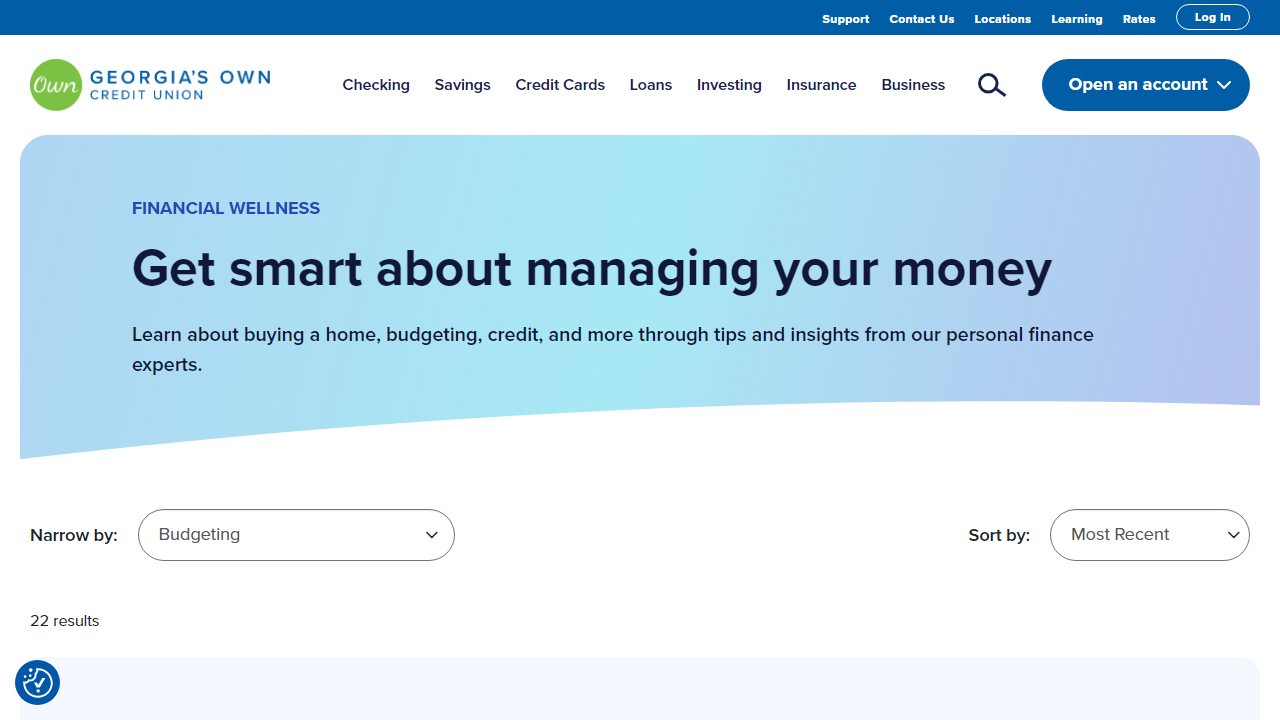 Support Contact Us Locations Learning Rates Log In
Own GEORGIA'S OWN
CREDIT UNION
Checking Savings Credit Cards Loans Investing Insurance Business Open an account
FINANCIAL WELLNESS
Get smart about managing your money
Learn about buying a home, budgeting, credit, and more through tips and insights from our personal finance
experts.
Narrow by: Budgeting Sort by: Most Recent
22 results